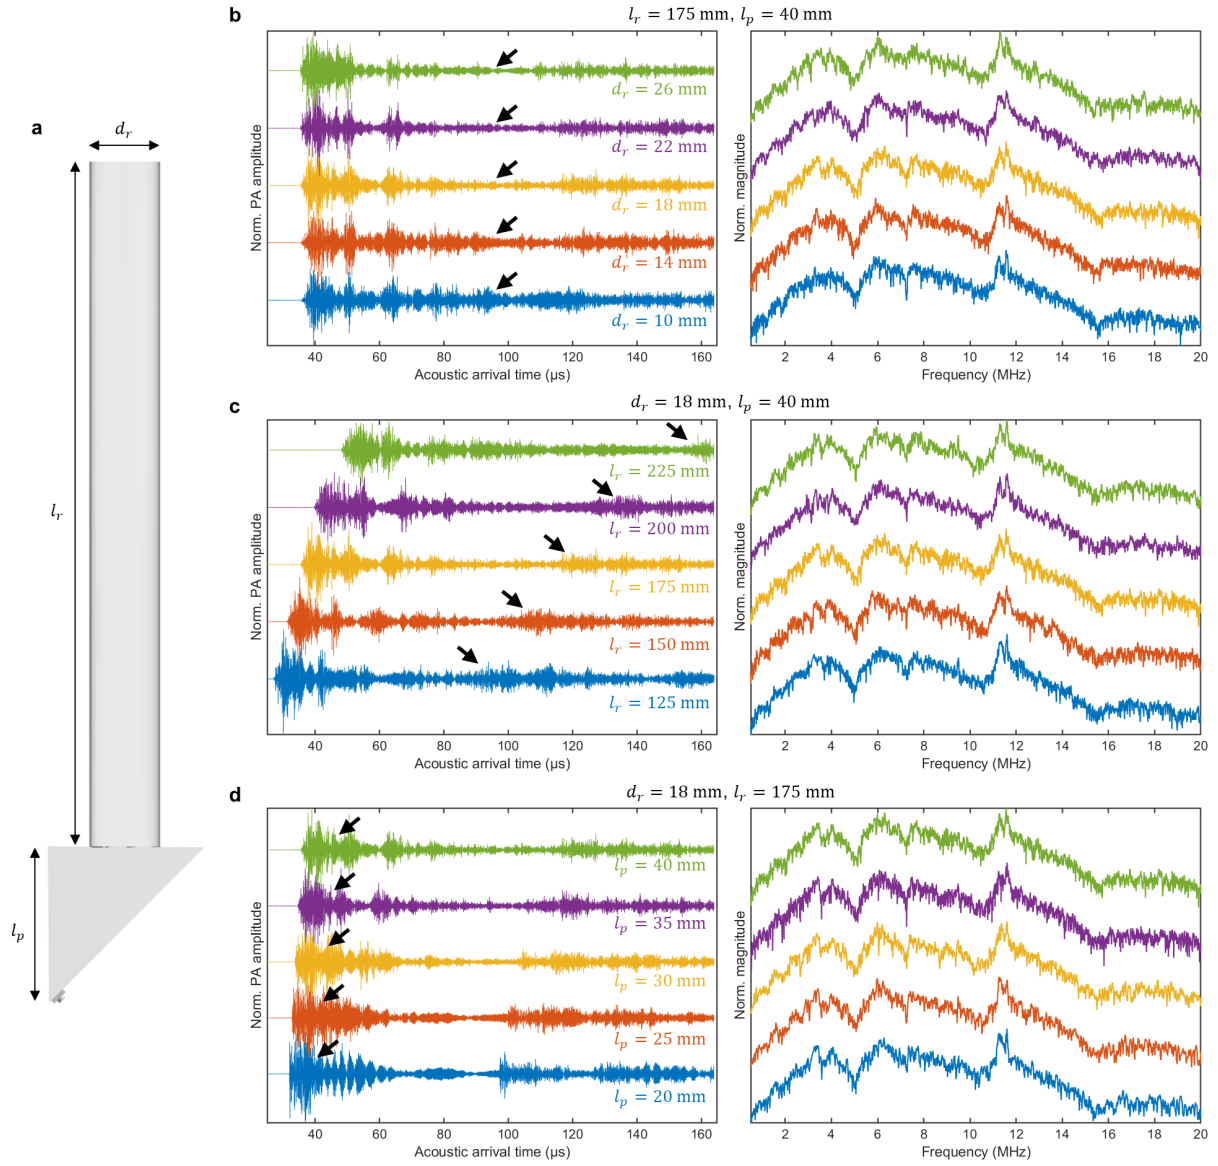 a
d_r
l_r
l_p
b
l_r = 175 mm, l_p = 40 mm
Norm. PA amplitude
d_r = 26 mm
d_r = 22 mm
d_r = 18 mm
d_r = 14 mm
d_r = 10 mm
40 60 80 100 120 140 160
Acoustic arrival time (µs)
Norm. magnitude
2 4 6 8 10 12 14 16 18 20
Frequency (MHz)
c
d_r = 18 mm, l_p = 40 mm
Norm. PA amplitude
l_r = 225 mm
l_r = 200 mm
l_r = 175 mm
l_r = 150 mm
l_r = 125 mm
40 60 80 100 120 140 160
Acoustic arrival time (µs)
Norm. magnitude
2 4 6 8 10 12 14 16 18 20
Frequency (MHz)
d
d_r = 18 mm, l_r = 175 mm
Norm. PA amplitude
l_p = 40 mm
l_p = 35 mm
l_p = 30 mm
l_p = 25 mm
l_p = 20 mm
40 60 80 100 120 140 160
Acoustic arrival time (µs)
Norm. magnitude
2 4 6 8 10 12 14 16 18 20
Frequency (MHz)